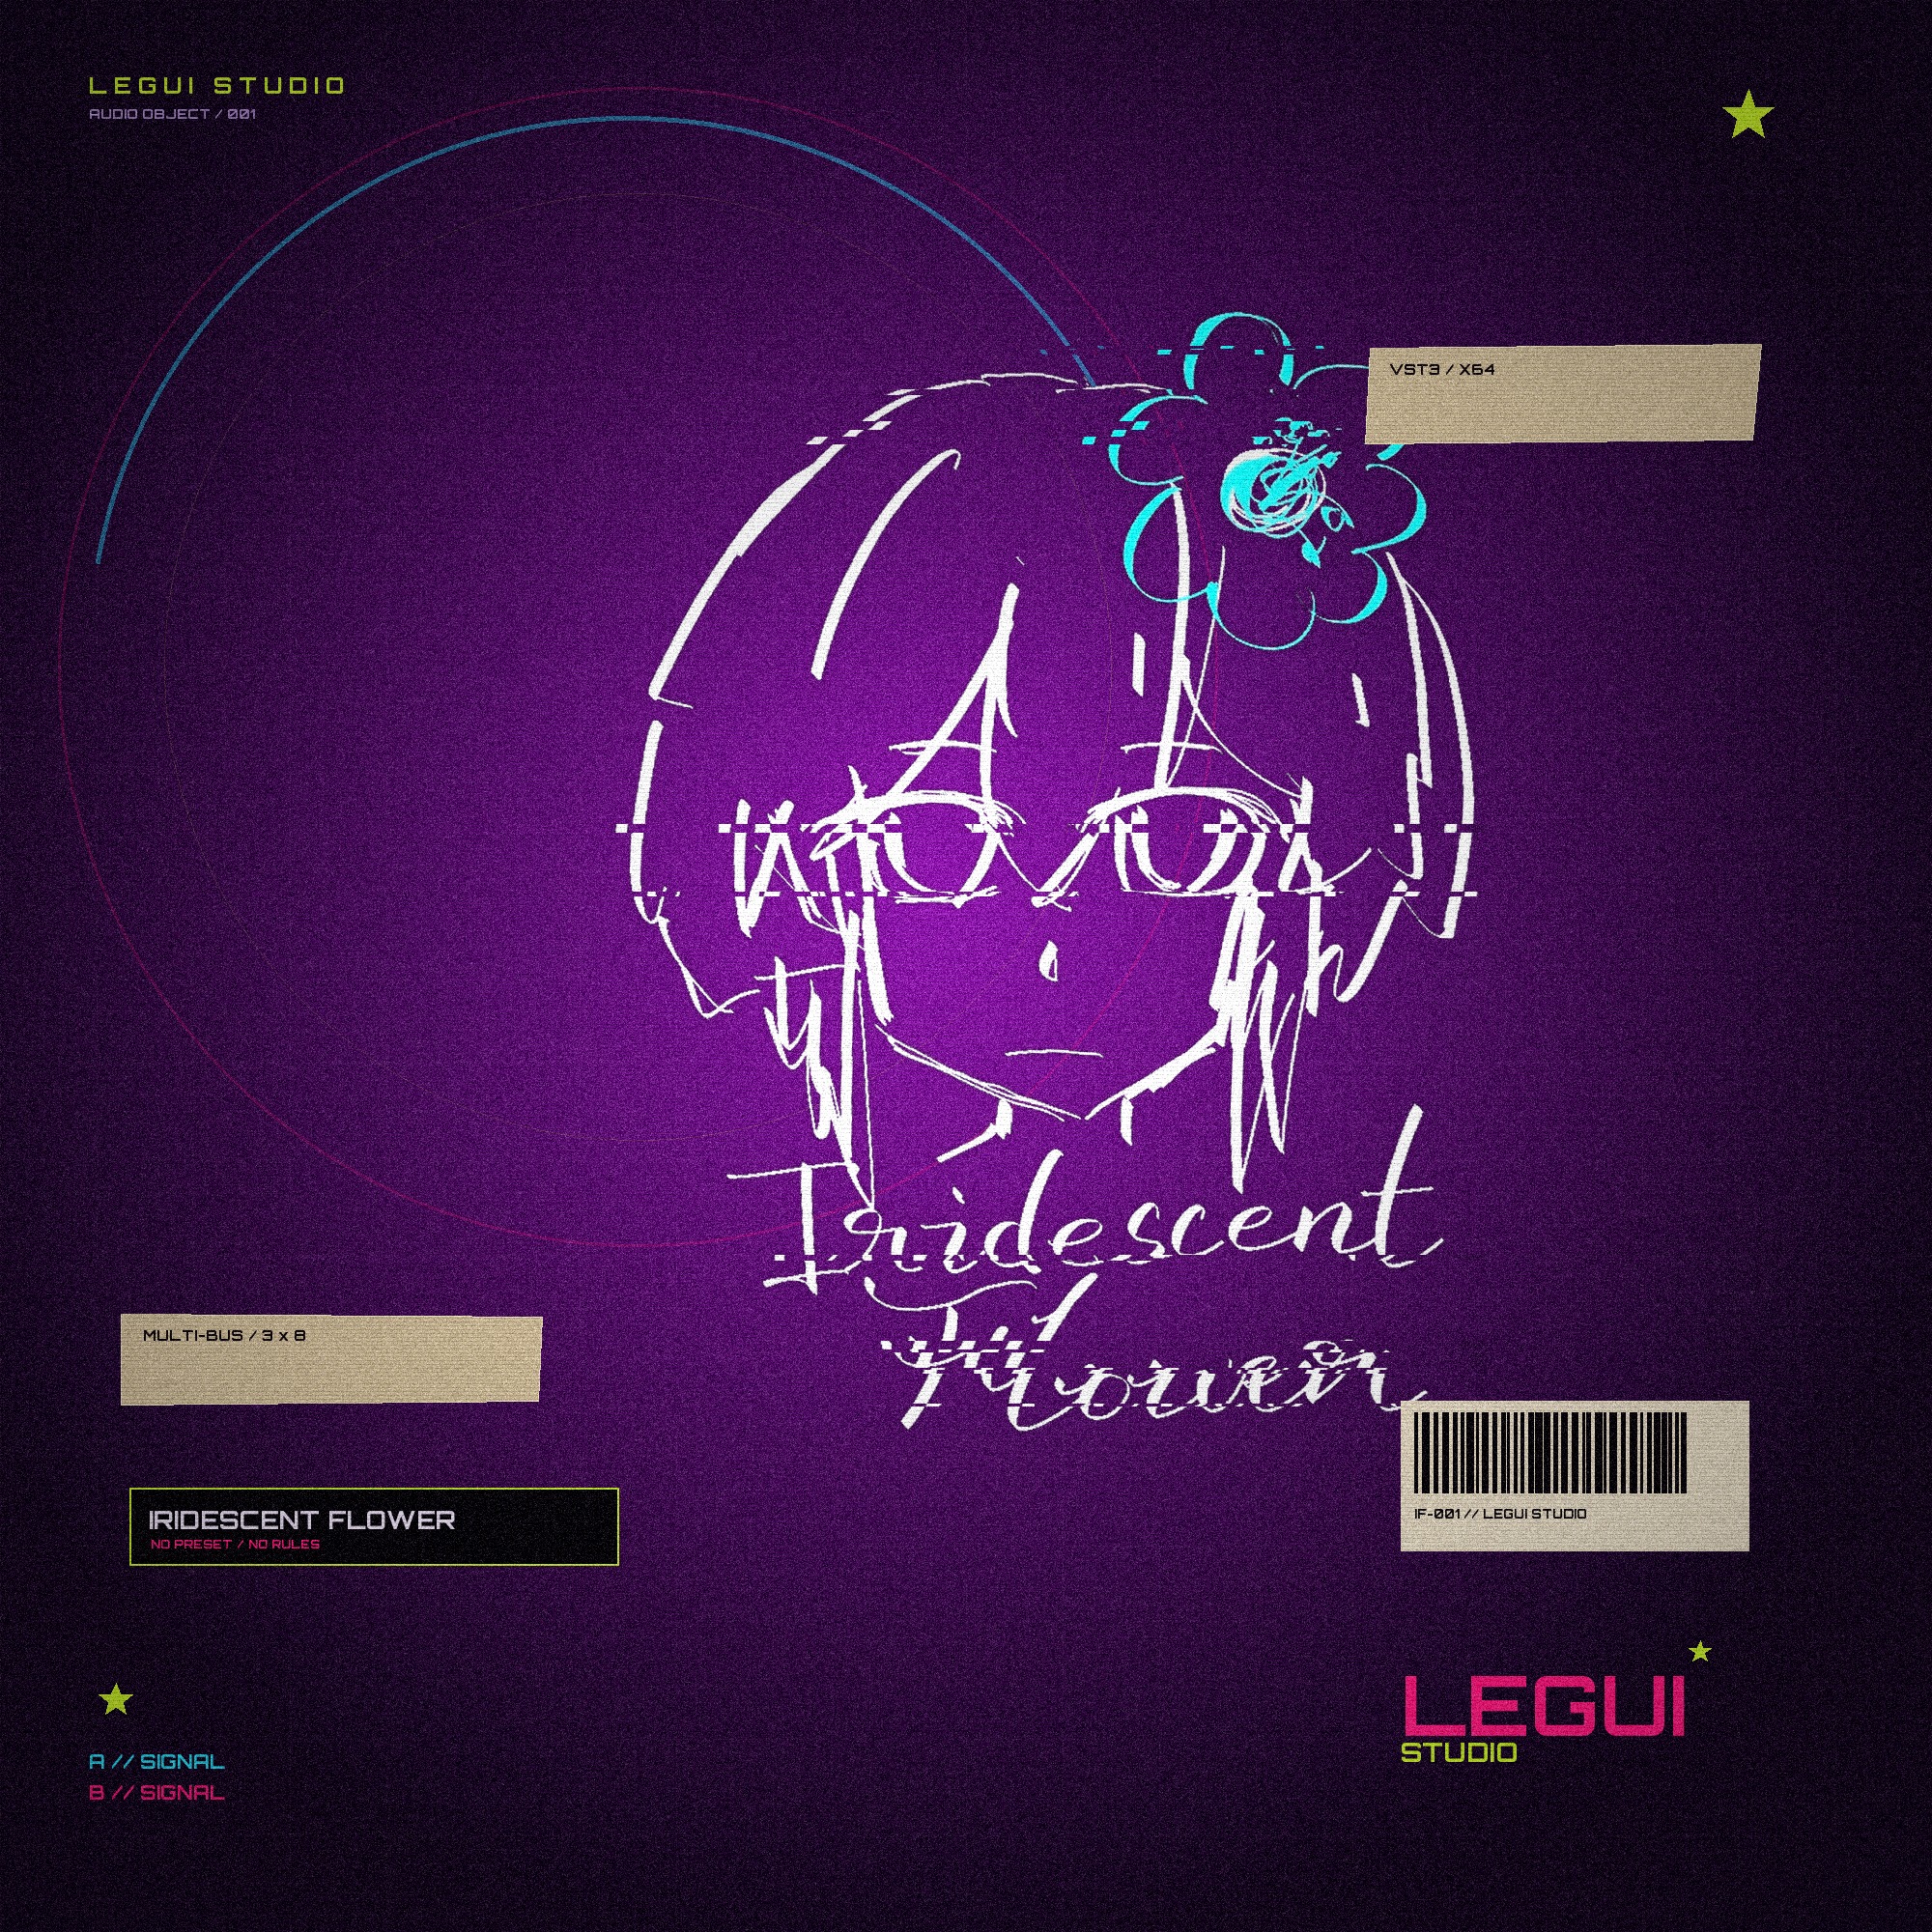 LEGUI STUDIO
AUDIO OBJECT / 001
VST3 / X64
Iridescent
Flower
MULTI-BUS / 3 x 8
IRIDESCENT FLOWER
NO PRESET / NO RULES
IF-001 // LEGUI STUDIO
LEGUI
STUDIO
A // SIGNAL
B // SIGNAL